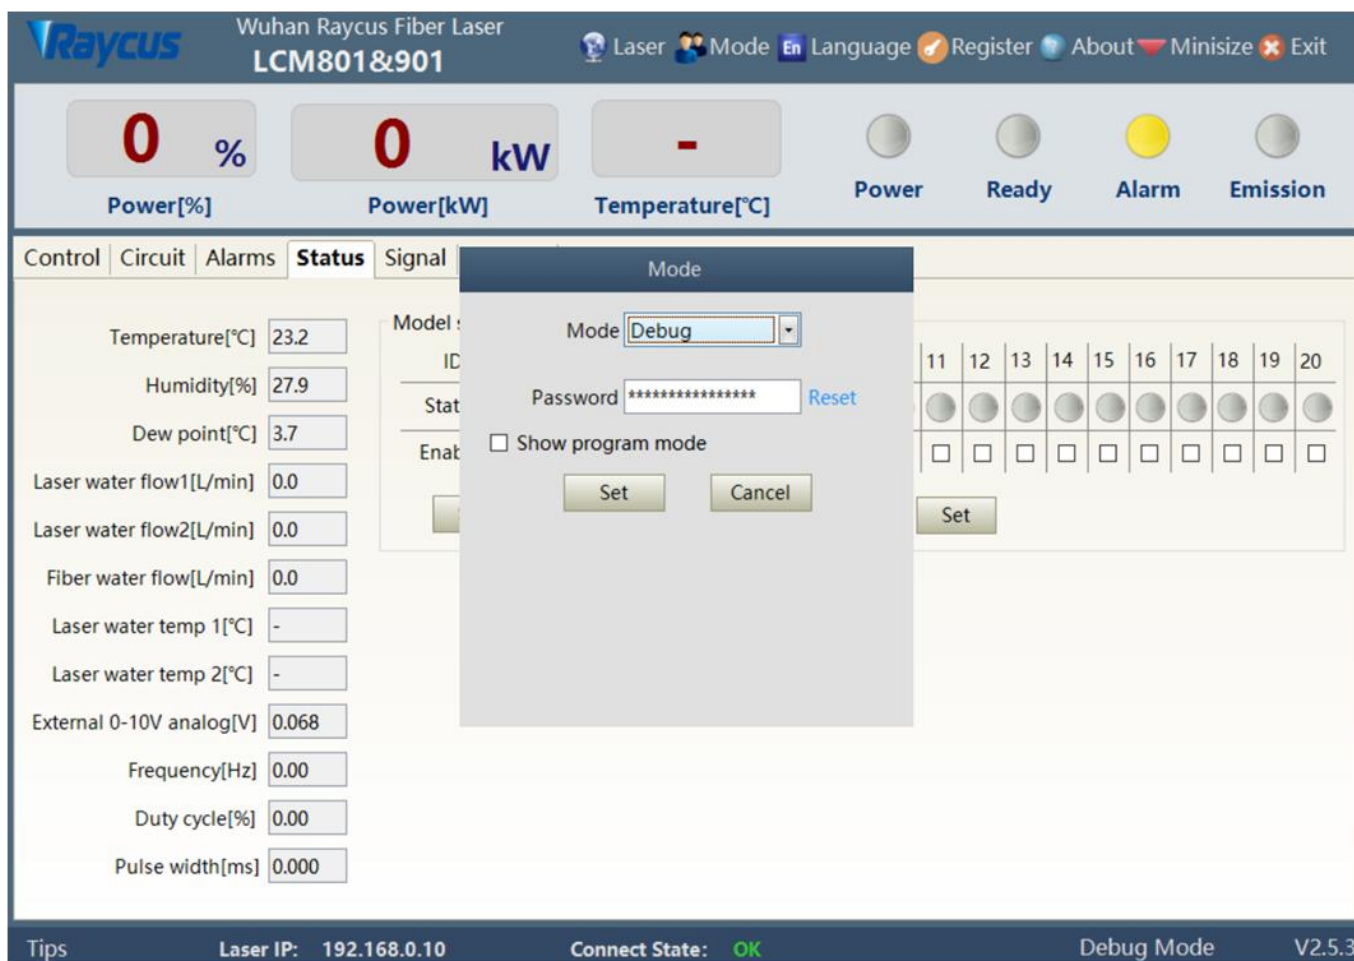 Raycus
Wuhan Raycus Fiber Laser
LCM801&901
Laser Mode En Language Register About Minisize Exit
0 % 0 kW -
Power[%] Power[kW] Temperature[℃] Power Ready Alarm Emission
Control Circuit Alarms Status Signal
Mode
Mode Debug
Password **************** Reset
Show program mode
Set Cancel
Temperature[℃] 23.2
Humidity[%] 27.9
Dew point[℃] 3.7
Laser water flow1[L/min] 0.0
Laser water flow2[L/min] 0.0
Fiber water flow[L/min] 0.0
Laser water temp 1[℃] -
Laser water temp 2[℃] -
External 0-10V analog[V] 0.068
Frequency[Hz] 0.00
Duty cycle[%] 0.00
Pulse width[ms] 0.000
Model
11 12 13 14 15 16 17 18 19 20
Stat
Enab
Set
Tips Laser IP: 192.168.0.10 Connect State: OK Debug Mode V2.5.3